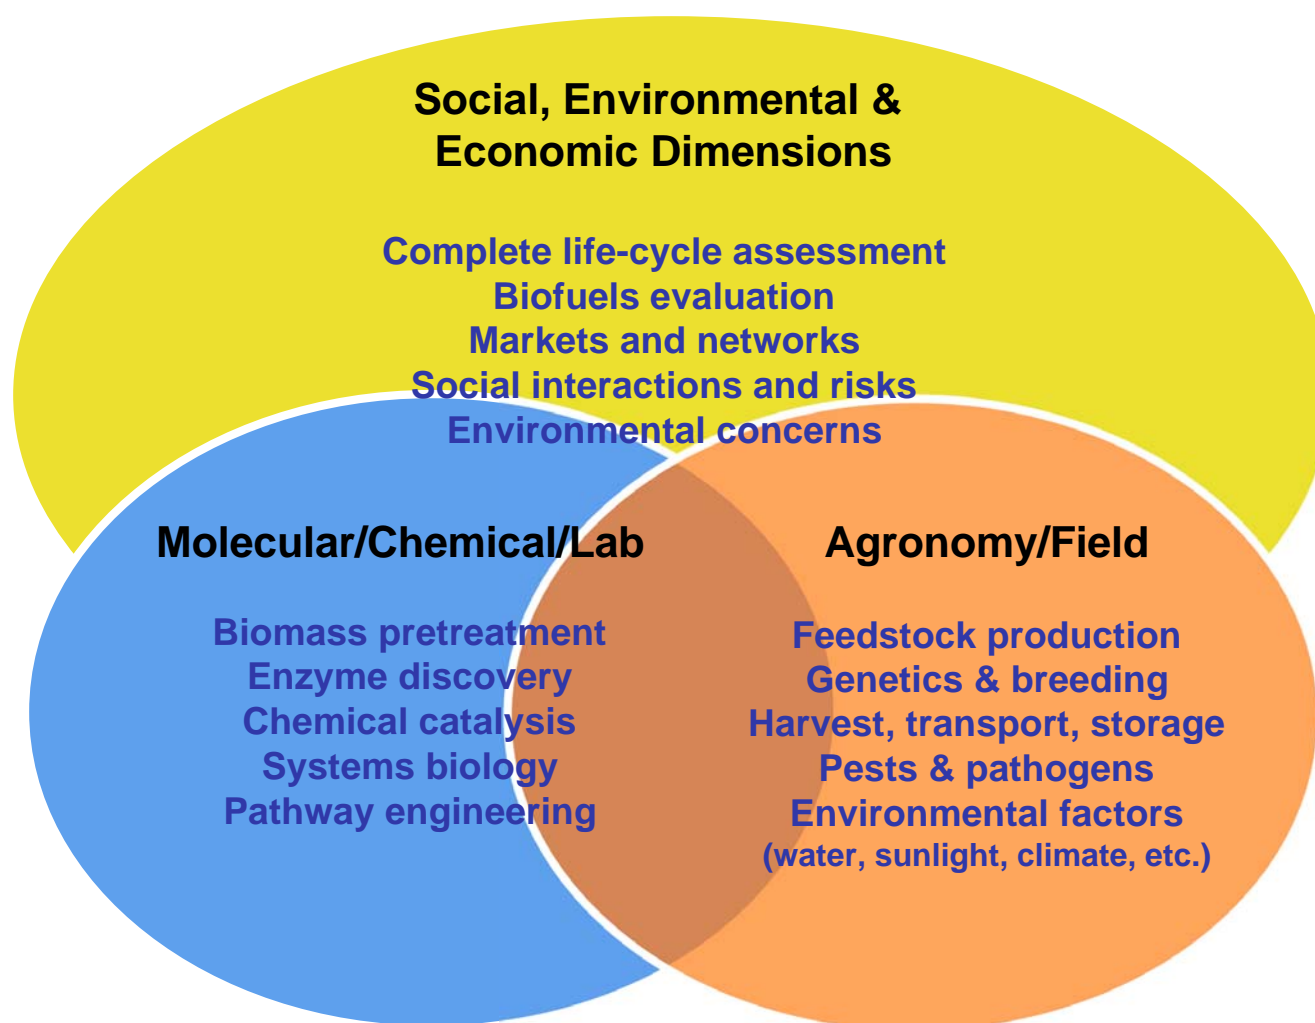 Social, Environmental &
Economic Dimensions
Complete life-cycle assessment
Biofuels evaluation
Markets and networks
Social interactions and risks
Environmental concerns
Molecular/Chemical/Lab
Biomass pretreatment
Enzyme discovery
Chemical catalysis
Systems biology
Pathway engineering
Agronomy/Field
Feedstock production
Genetics & breeding
Harvest, transport, storage
Pests & pathogens
Environmental factors
(water, sunlight, climate, etc.)